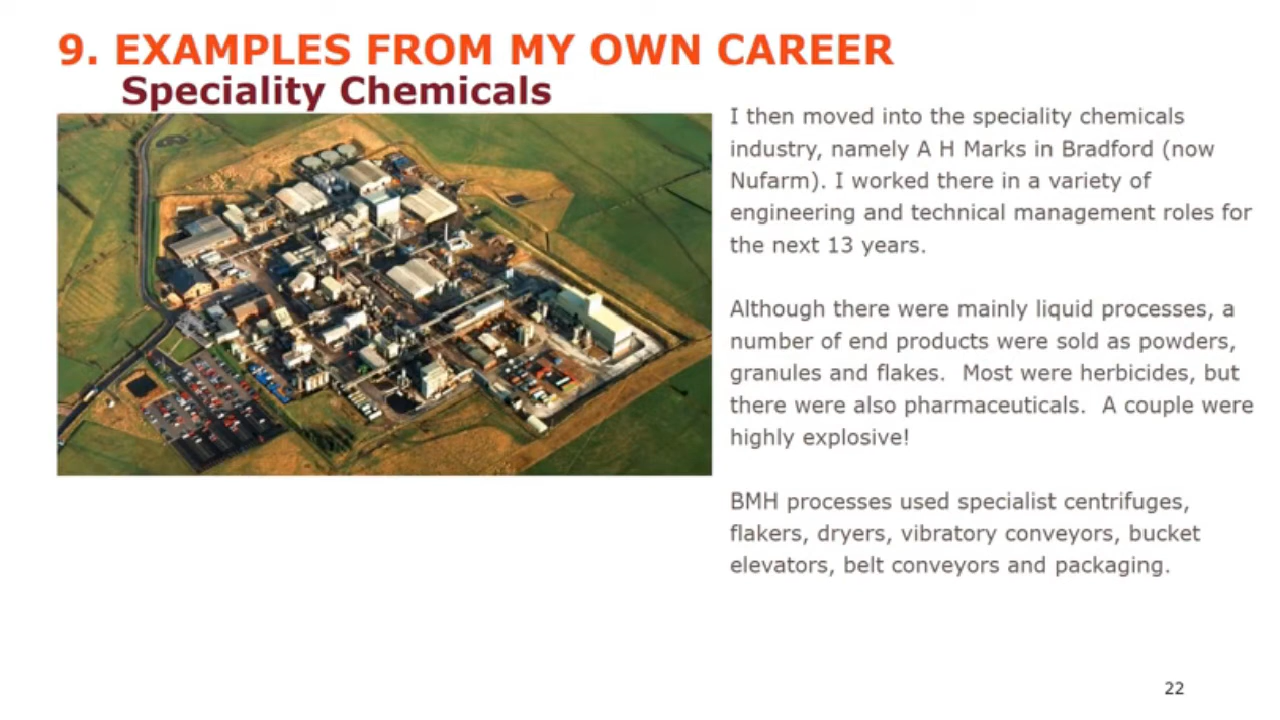 9. EXAMPLES FROM MY OWN CAREER
Speciality Chemicals
I then moved into the speciality chemicals
industry, namely A H Marks in Bradford (now
Nufarm). I worked there in a variety of
engineering and technical management roles for
the next 13 years.
Although there were mainly liquid processes, a
number of end products were sold as powders,
granules and flakes.  Most were herbicides, but
there were also pharmaceuticals.  A couple were
highly explosive!
BMH processes used specialist centrifuges,
flakers, dryers, vibratory conveyors, bucket
elevators, belt conveyors and packaging.
22